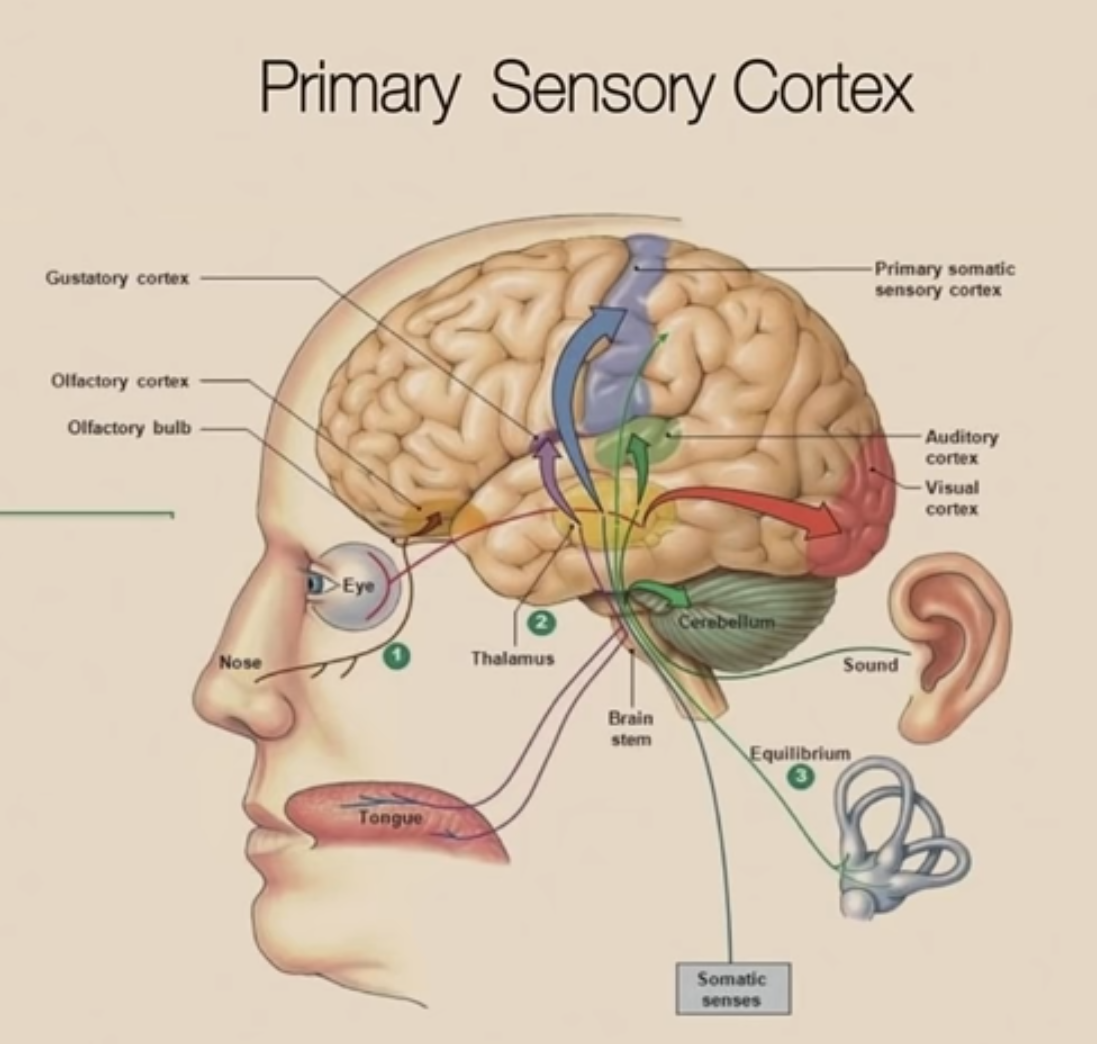 Primary Sensory Cortex
Gustatory cortex
Primary somatic
sensory cortex
Olfactory cortex
Olfactory bulb
Auditory
cortex
Visual
cortex
Eye
1
2
Thalamus
Cerebellum
Nose
Sound
Brain
stem
Equilibrium
3
Tongue
Somatic
senses